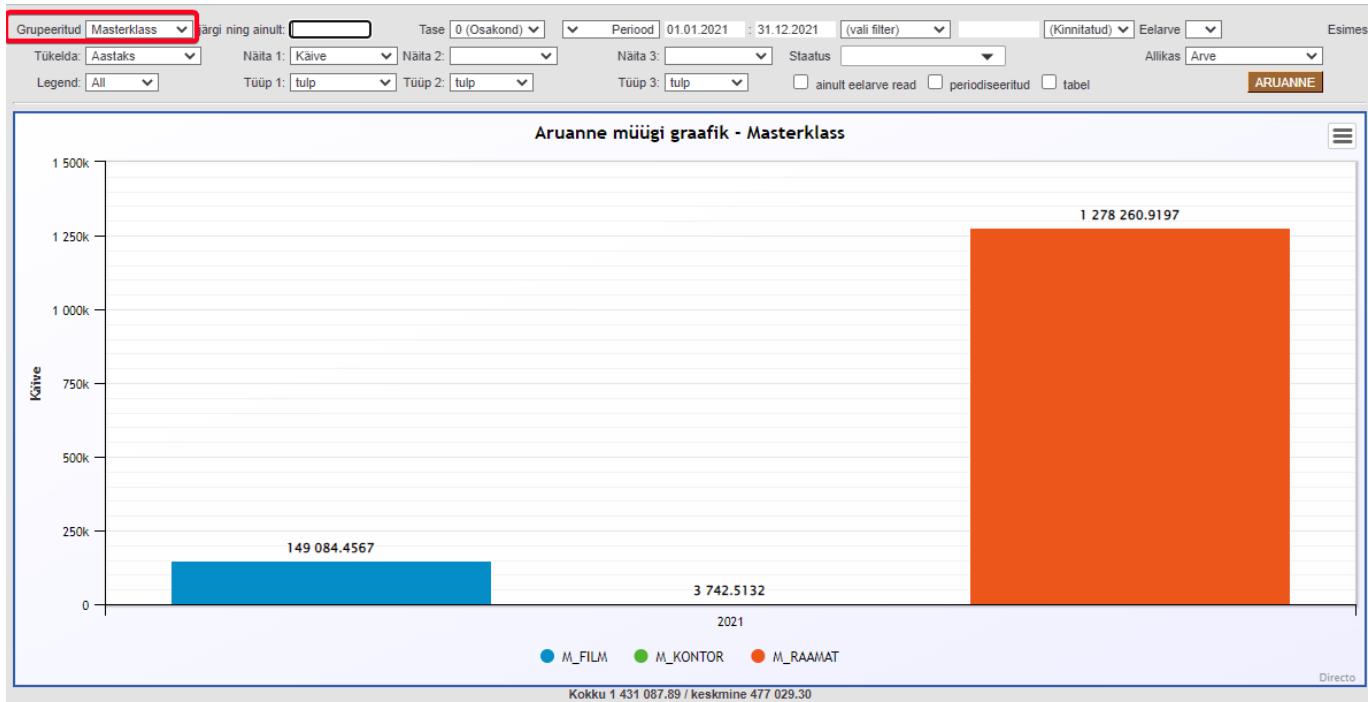 Grupeeritud Masterklass järgi ning ainult: Tase 0 (Osakond) Periood 01.01.2021 : 31.12.2021 (vali filter) (Kinnitatud) Eelarve Esimes
Tükelda: Aastaks Näita 1: Käive Näita 2: Näita 3: Staatus Allikas Arve
Legend: All Tüüp 1: tulp Tüüp 2: tulp Tüüp 3: tulp ainult eelarve read periodiseeritud tabel ARUANNE
Aruanne müügi graafik - Masterklass
1 500k
1 278 260.9197
1 250k
1 000k
Käive
750k
500k
250k
149 084.4567
3 742.5132
0
2021
M_FILM M_KONTOR M_RAAMAT
Directo
Kokku 1 431 087.89 / keskmine 477 029.30